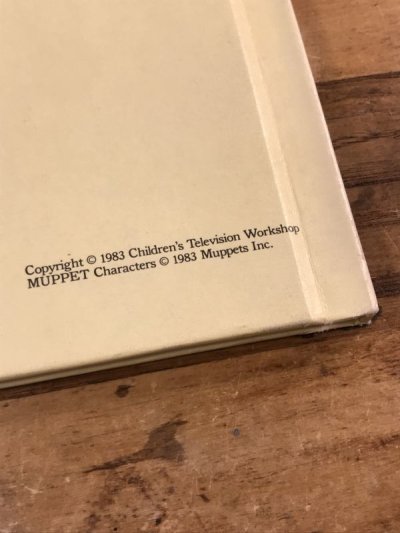 Copyright © 1983 Children's Television Workshop
MUPPET Characters © 1983 Muppets Inc.